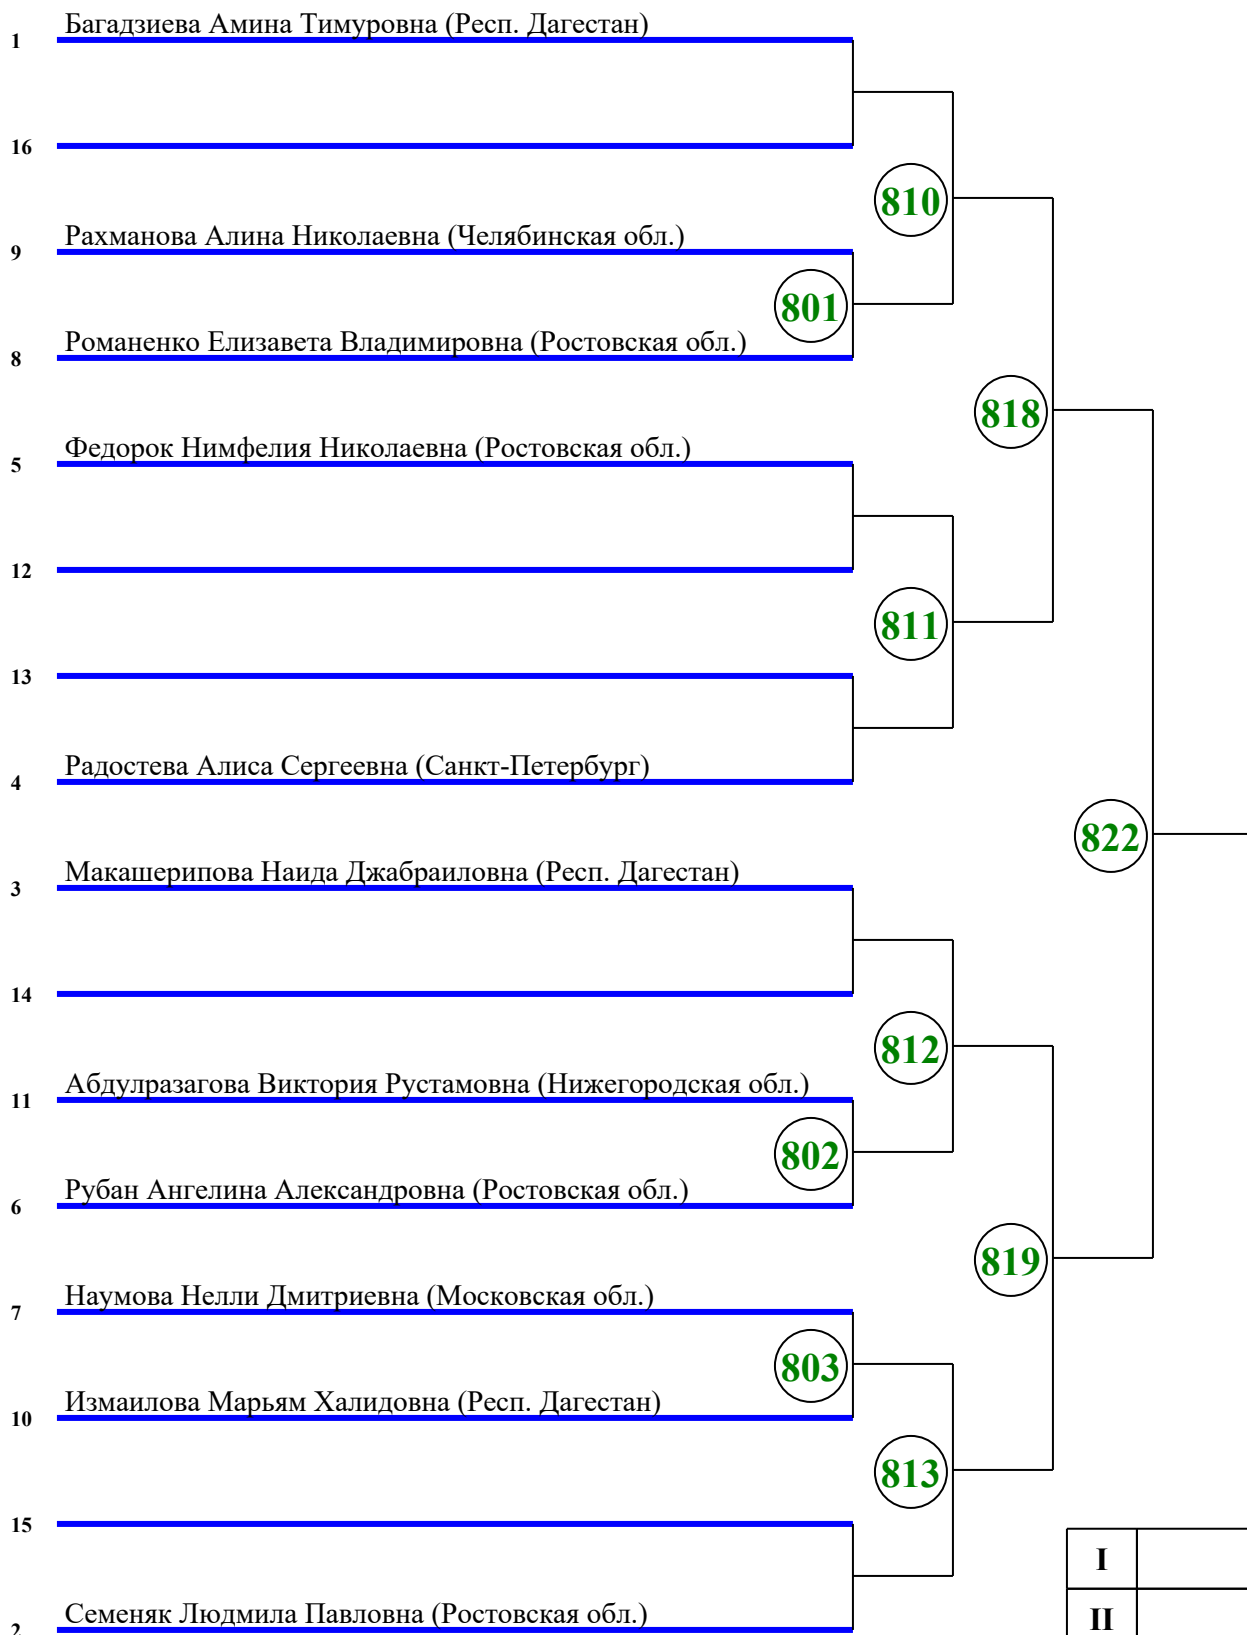 1 Багадзиева Амина Тимуровна (Респ. Дагестан)
16
810
9 Рахманова Алина Николаевна (Челябинская обл.)
801
8 Романенко Елизавета Владимировна (Ростовская обл.)
818
5 Федорок Нимфелия Николаевна (Ростовская обл.)
12
811
13
4 Радостева Алиса Сергеевна (Санкт-Петербург)
822
3 Макашерипова Наида Джабраиловна (Респ. Дагестан)
14
812
11 Абдулразагова Виктория Рустамовна (Нижегородская обл.)
802
6 Рубан Ангелина Александровна (Ростовская обл.)
819
7 Наумова Нелли Дмитриевна (Московская обл.)
803
10 Измаилова Марьям Халидовна (Респ. Дагестан)
813
15
I
2 Семеняк Людмила Павловна (Ростовская обл.)
II